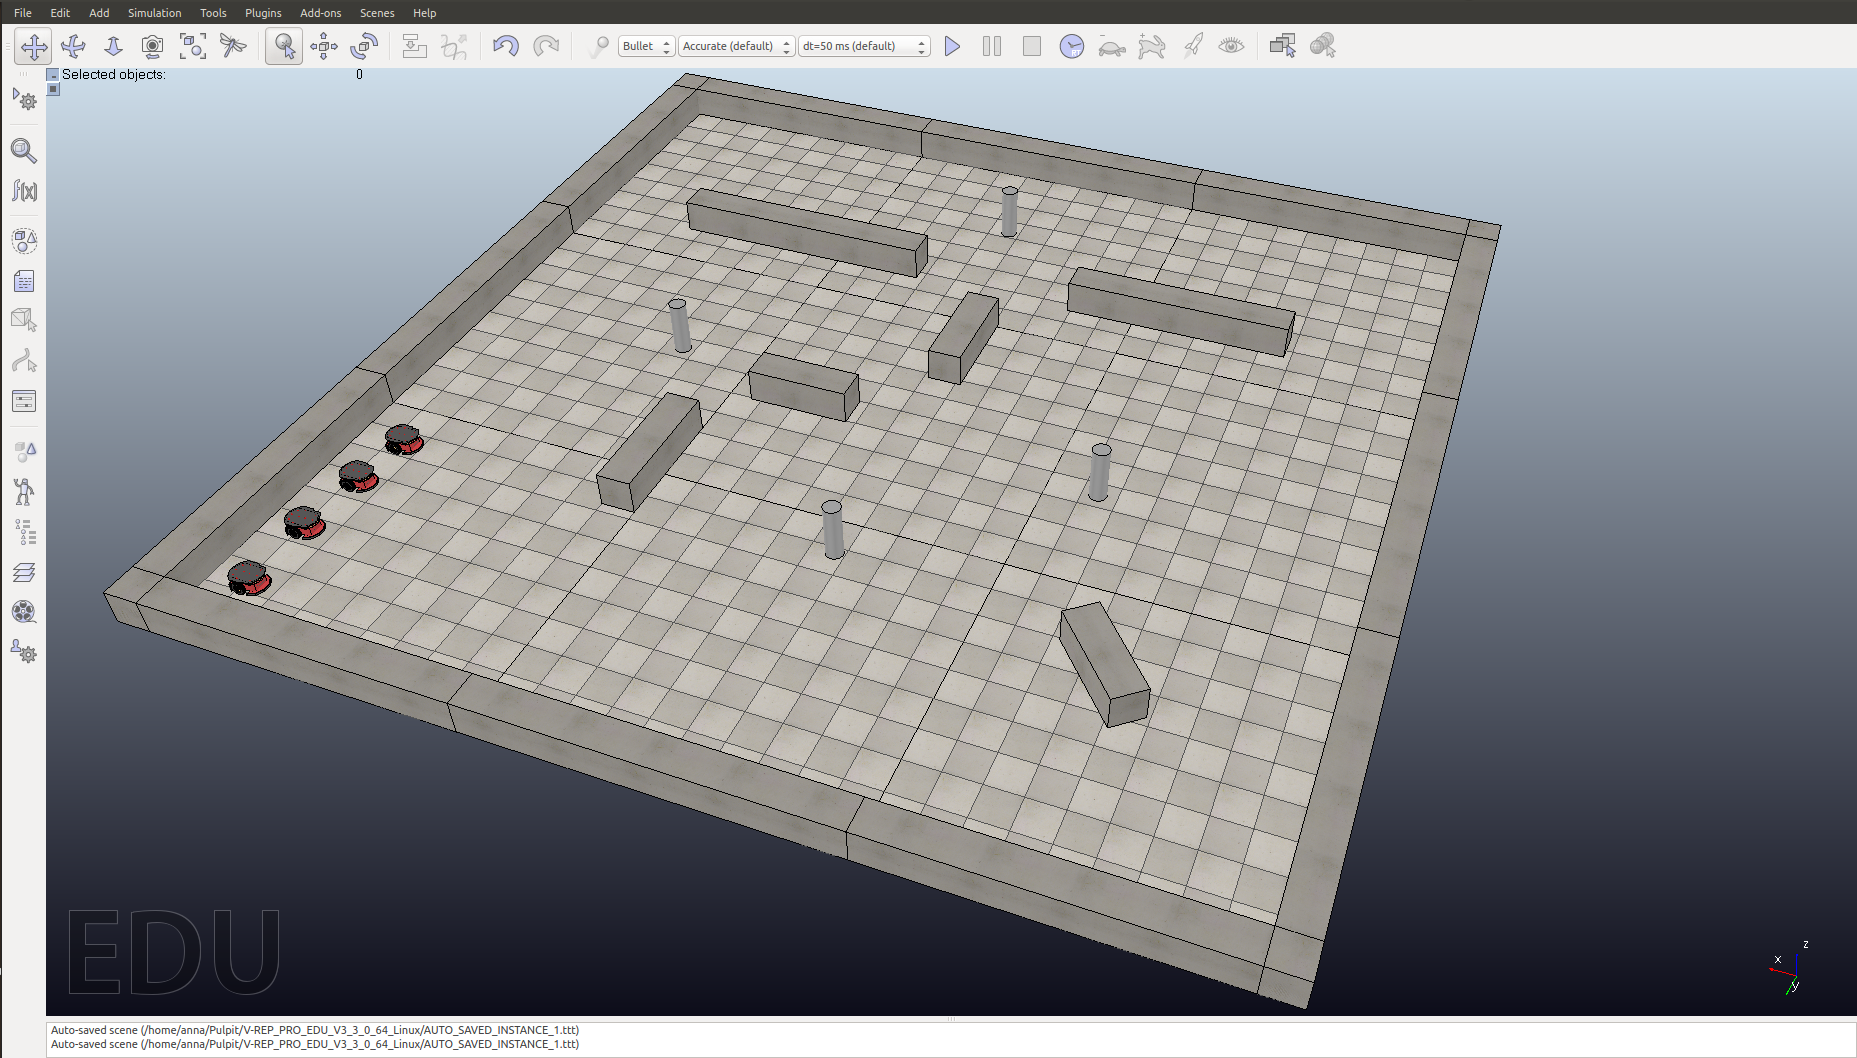 File Edit Add Simulation Tools Plugins Add-ons Scenes Help
Bullet Accurate (default) dt=50 ms (default) RT
Selected objects: 0
f(x)
EDU
z
x
y
Auto-saved scene (/home/anna/Pulpit/V-REP_PRO_EDU_V3_3_0_64_Linux/AUTO_SAVED_INSTANCE_1.ttt)
Auto-saved scene (/home/anna/Pulpit/V-REP_PRO_EDU_V3_3_0_64_Linux/AUTO_SAVED_INSTANCE_1.ttt)